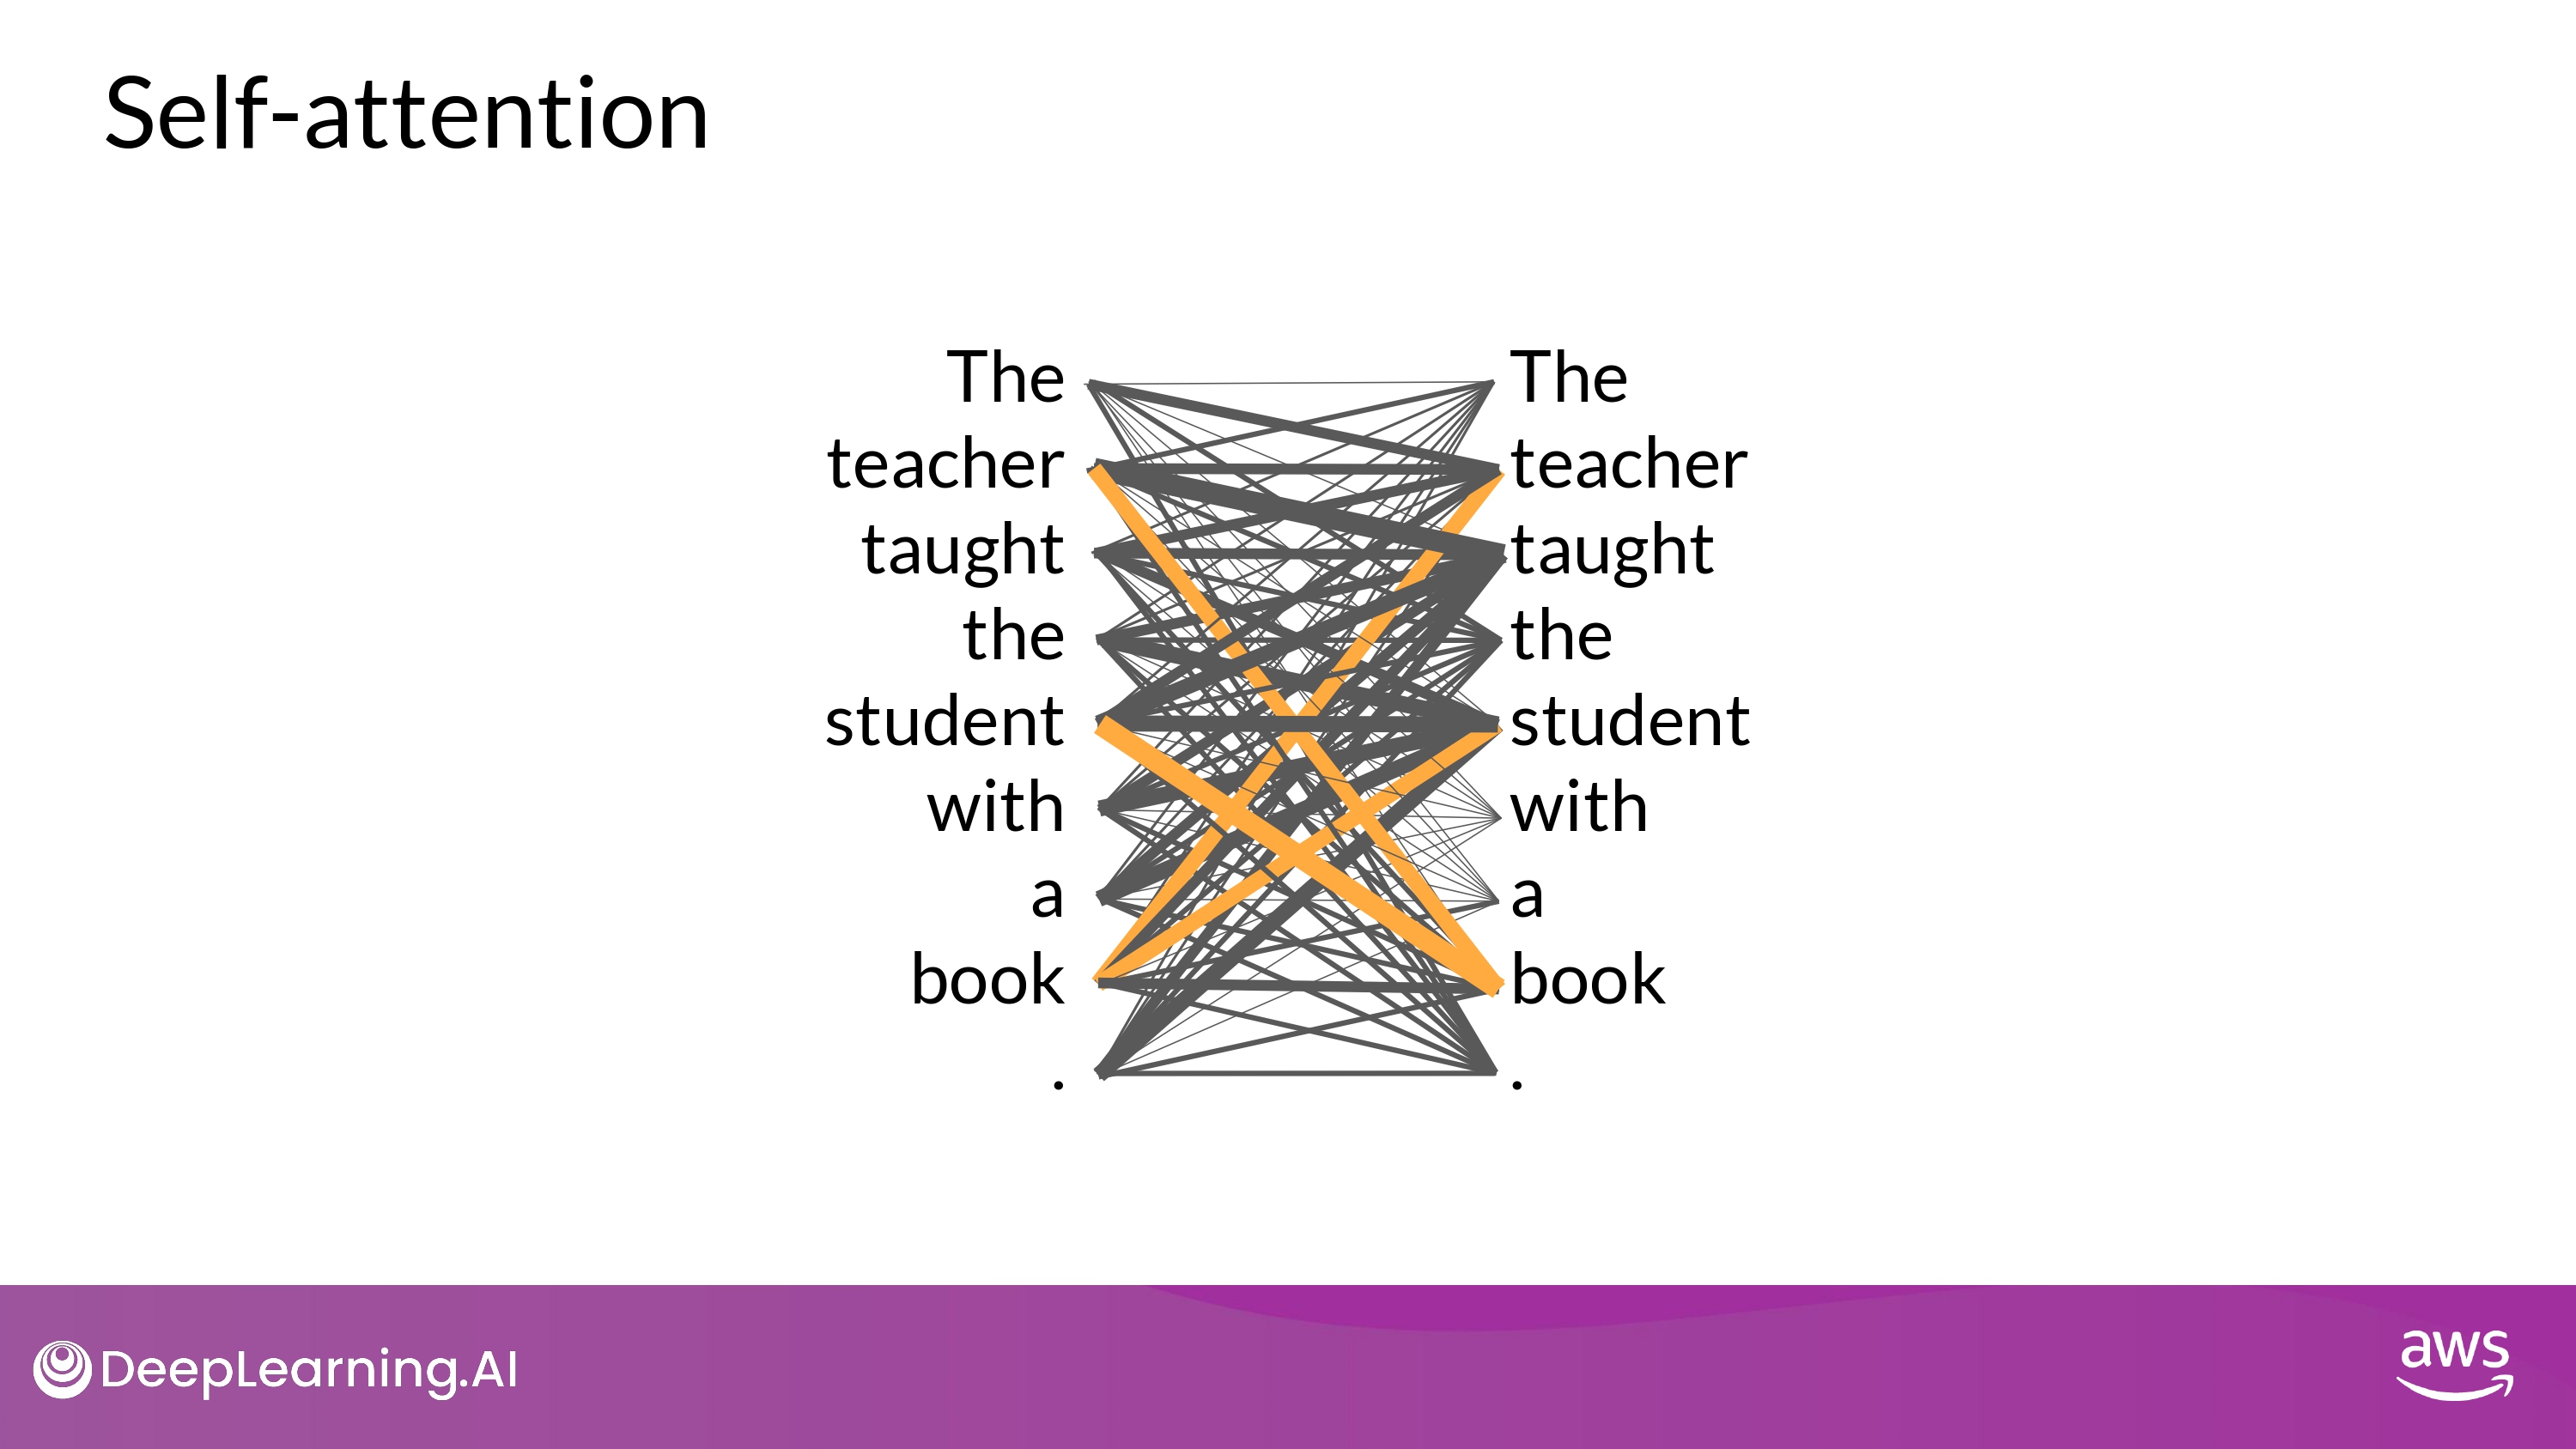 Self-attention
The The
teacher teacher
taught taught
the the
student student
with with
a a
book book
. .
DeepLearning.AI aws